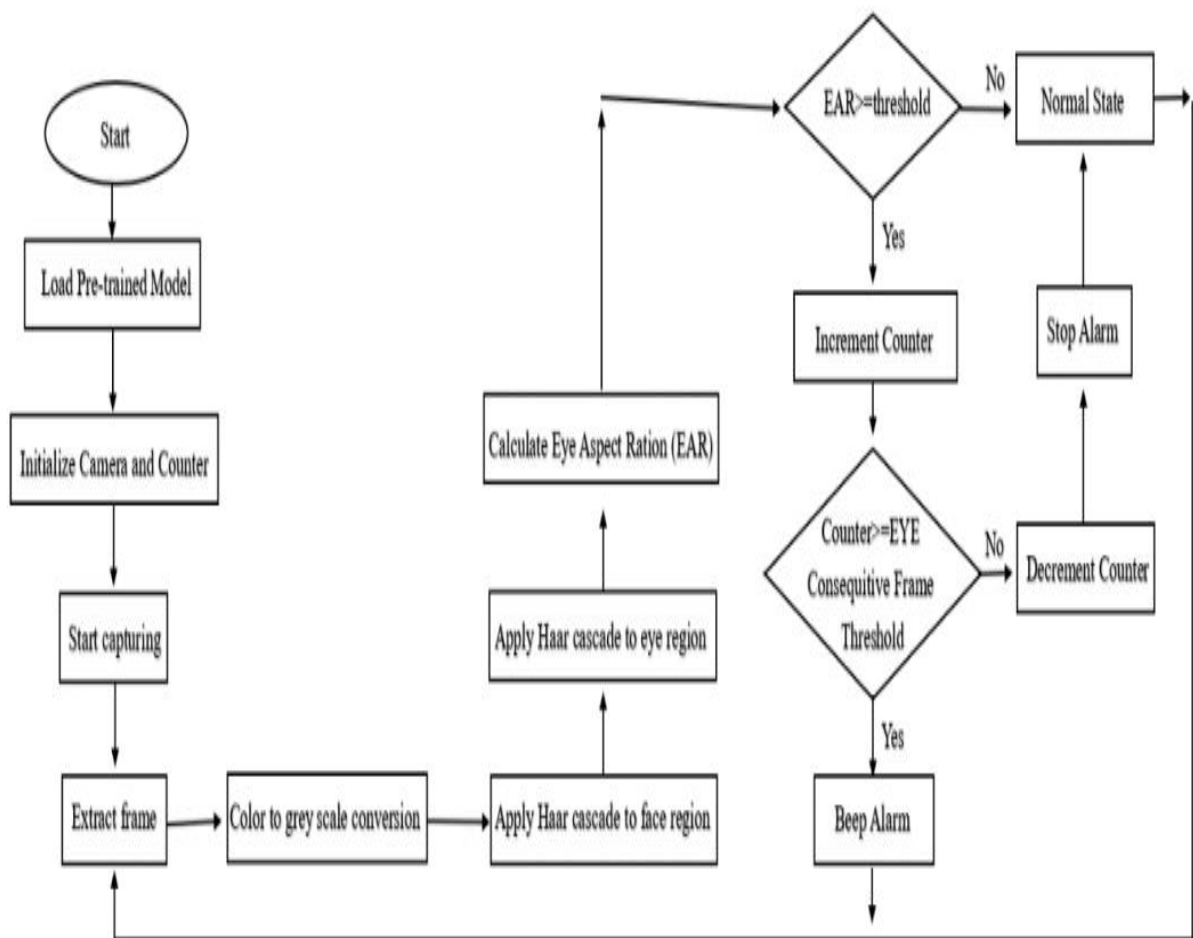 Start
Load Pre-trained Model
Initialize Camera and Counter
Start capturing
Extract frame
Color to grey scale conversion
Apply Haar cascade to face region
Apply Haar cascade to eye region
Calculate Eye Aspect Ration (EAR)
EAR>=threshold
No
Normal State
Yes
Increment Counter
Counter>=EYE
Consequitive Frame
Threshold
No
Decrement Counter
Stop Alarm
Yes
Beep Alarm